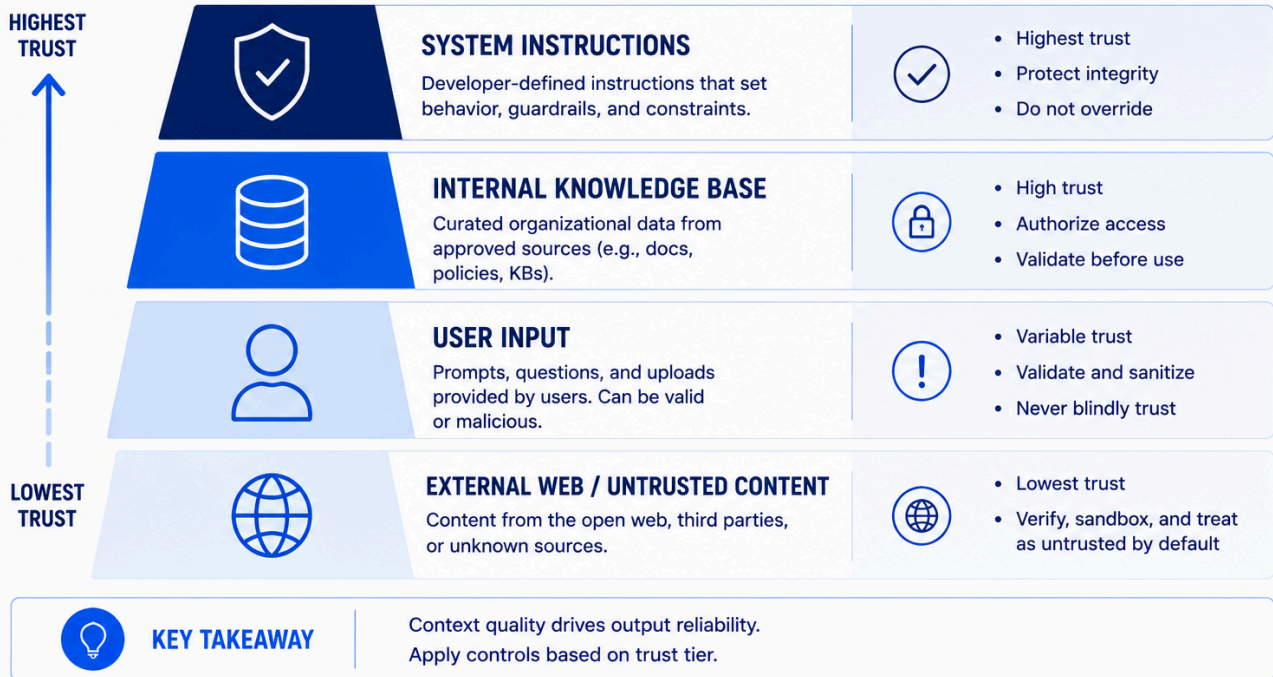 HIGHEST
TRUST
SYSTEM INSTRUCTIONS
Developer-defined instructions that set
behavior, guardrails, and constraints.
• Highest trust
• Protect integrity
• Do not override
INTERNAL KNOWLEDGE BASE
Curated organizational data from
approved sources (e.g., docs,
policies, KBs).
• High trust
• Authorize access
• Validate before use
USER INPUT
Prompts, questions, and uploads
provided by users. Can be valid
or malicious.
• Variable trust
• Validate and sanitize
• Never blindly trust
LOWEST
TRUST
EXTERNAL WEB / UNTRUSTED CONTENT
Content from the open web, third parties,
or unknown sources.
• Lowest trust
• Verify, sandbox, and treat
as untrusted by default
KEY TAKEAWAY
Context quality drives output reliability.
Apply controls based on trust tier.